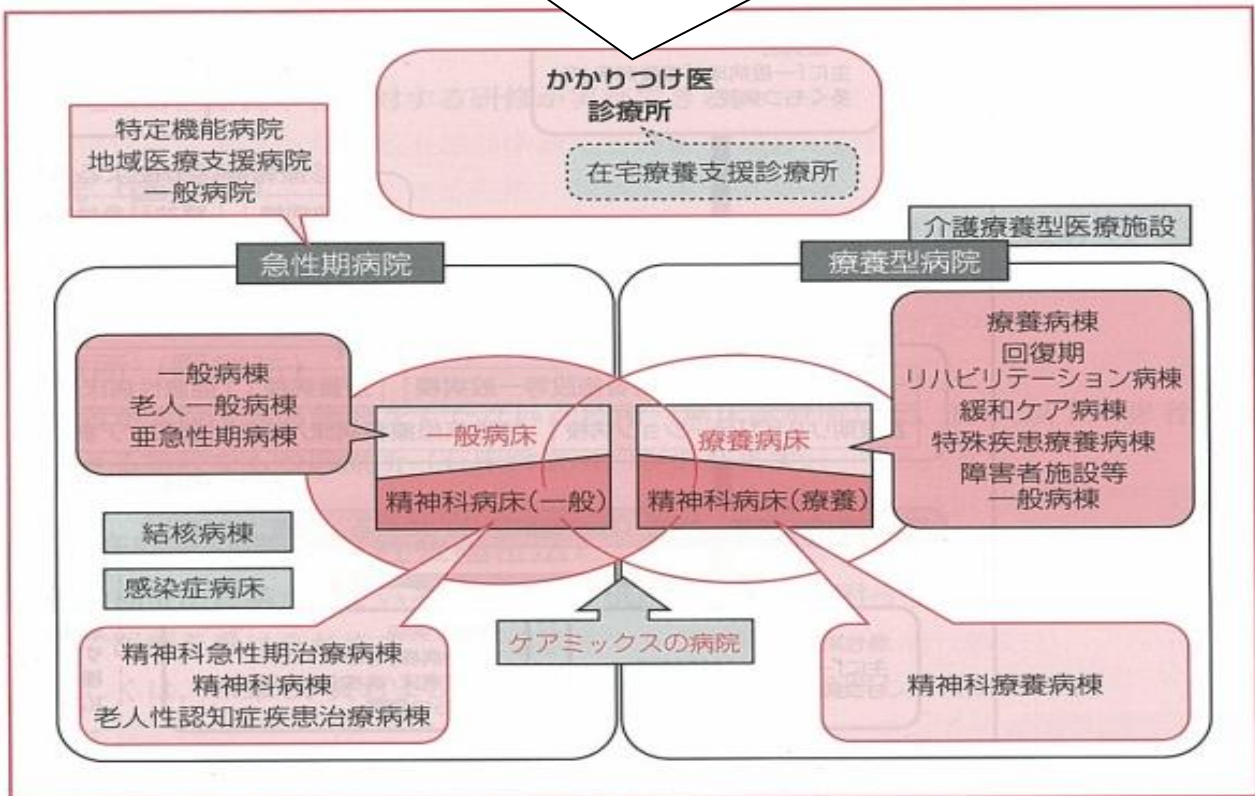 かかりつけ医
診療所
在宅療養支援診療所
特定機能病院
地域医療支援病院
一般病院
急性期病院
介護療養型医療施設
療養型病院
一般病棟
老人一般病棟
亜急性期病棟
一般病床
精神科病床(一般)
療養病床
精神科病床(療養)
療養病棟
回復期
リハビリテーション病棟
緩和ケア病棟
特殊疾患療養病棟
障害者施設等
一般病棟
結核病棟
感染症病床
精神科急性期治療病棟
精神科病棟
老人性認知症疾患治療病棟
ケアミックスの病院
精神科療養病棟